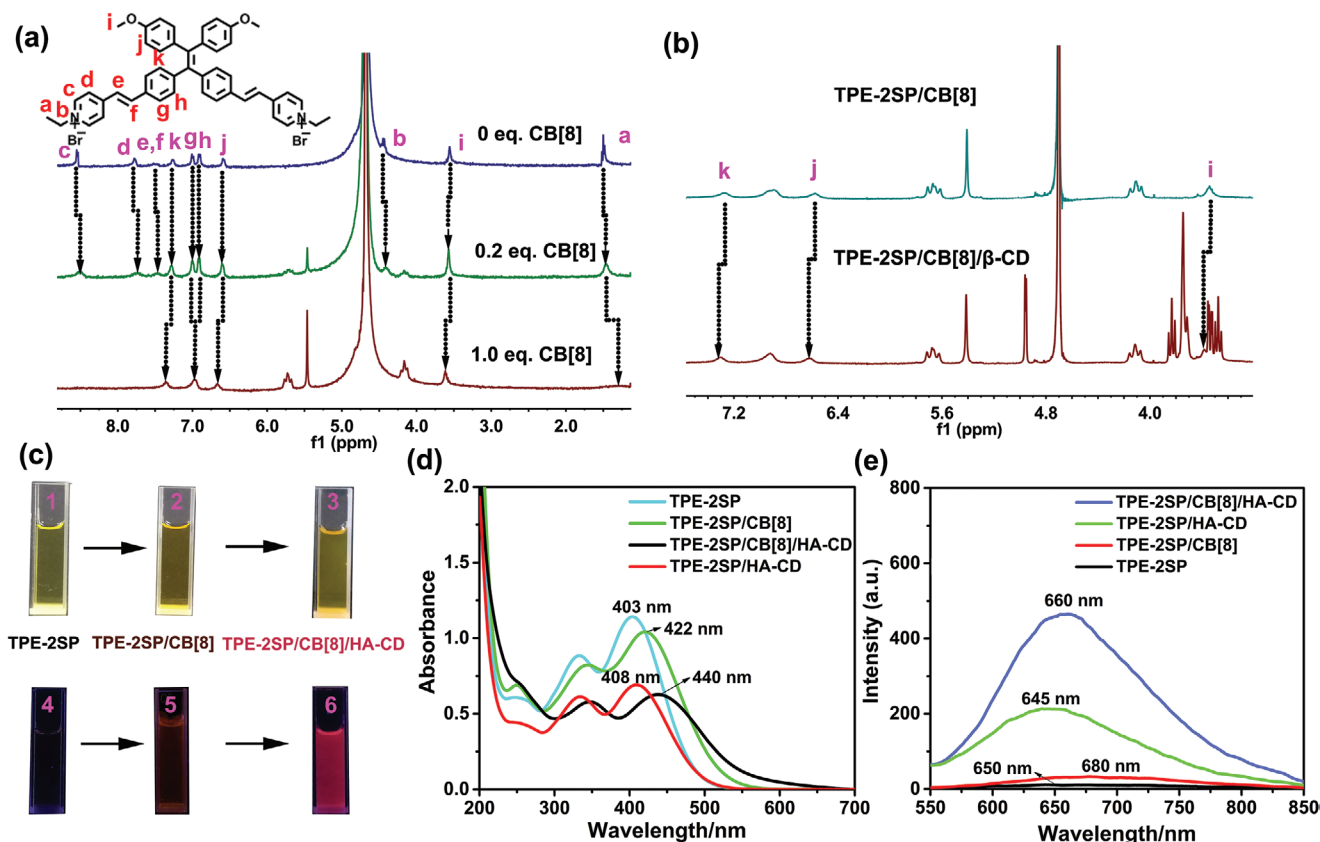 (a)
i
O
O
j
k
c
d
e
a
b
f
g
h
N
Br⁻
N
Br⁻
c
d
e,f
k
g
h
j
b
i
a
0 eq. CB[8]
0.2 eq. CB[8]
1.0 eq. CB[8]
8.0
7.0
6.0
5.0
4.0
3.0
2.0
f1 (ppm)
(b)
TPE-2SP/CB[8]
k
j
i
TPE-2SP/CB[8]/β-CD
7.2
6.4
5.6
4.8
4.0
f1 (ppm)
(c)
1
2
3
TPE-2SP
TPE-2SP/CB[8]
TPE-2SP/CB[8]/HA-CD
4
5
6
(d)
2.0
1.5
1.0
0.5
0.0
Absorbance
TPE-2SP
TPE-2SP/CB[8]
TPE-2SP/CB[8]/HA-CD
TPE-2SP/HA-CD
403 nm
422 nm
408 nm
440 nm
200
300
400
500
600
700
Wavelength/nm
(e)
800
600
400
200
0
Intensity (a.u.)
TPE-2SP/CB[8]/HA-CD
TPE-2SP/HA-CD
TPE-2SP/CB[8]
TPE-2SP
660 nm
645 nm
650 nm
680 nm
550
600
650
700
750
800
850
Wavelength/nm